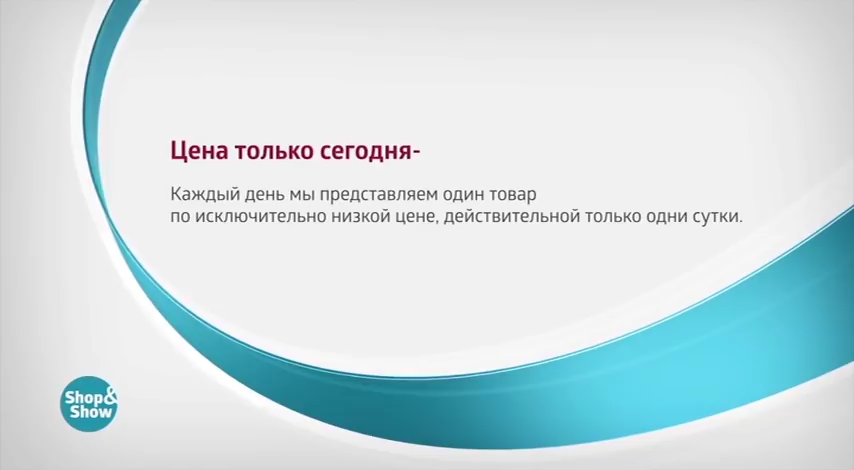 Цена только сегодня-
Каждый день мы представляем один товар
по исключительно низкой цене, действительной только одни сутки.
Shop&
Show